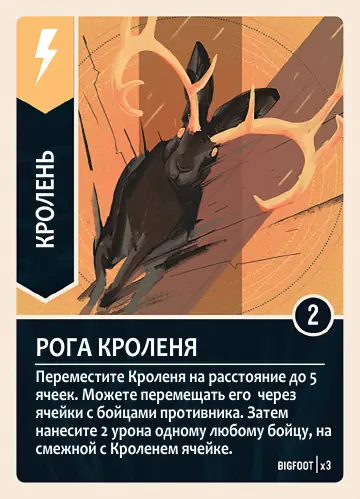 КРОЛЕНЬ
2
РОГА КРОЛЕНЯ
Переместите Кроленя на расстояние до 5
ячеек. Можете перемещать его через
ячейки с бойцами противника. Затем
нанесите 2 урона одному любому бойцу, на
смежной с Кроленем ячейке.
BIGFOOT | x3